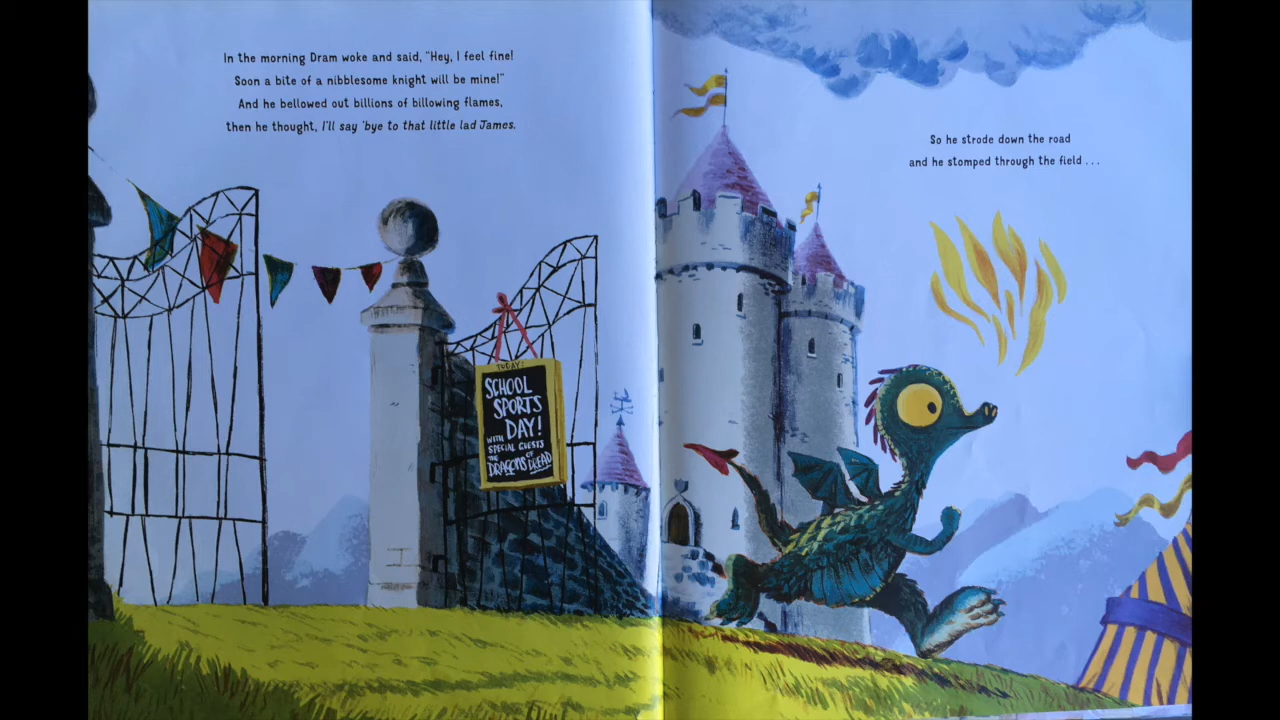 In the morning Dram woke and said, "Hey, I feel fine!
Soon a bite of a nibblesome knight will be mine!"
And he bellowed out billions of billowing flames,
then he thought, I'll say 'bye to that little lad James.
TODAY:
SCHOOL
SPORTS
DAY!
WITH
SPECIAL GUESTS
THE DRAGONS OF DREAD
So he strode down the road
and he stomped through the field . . .